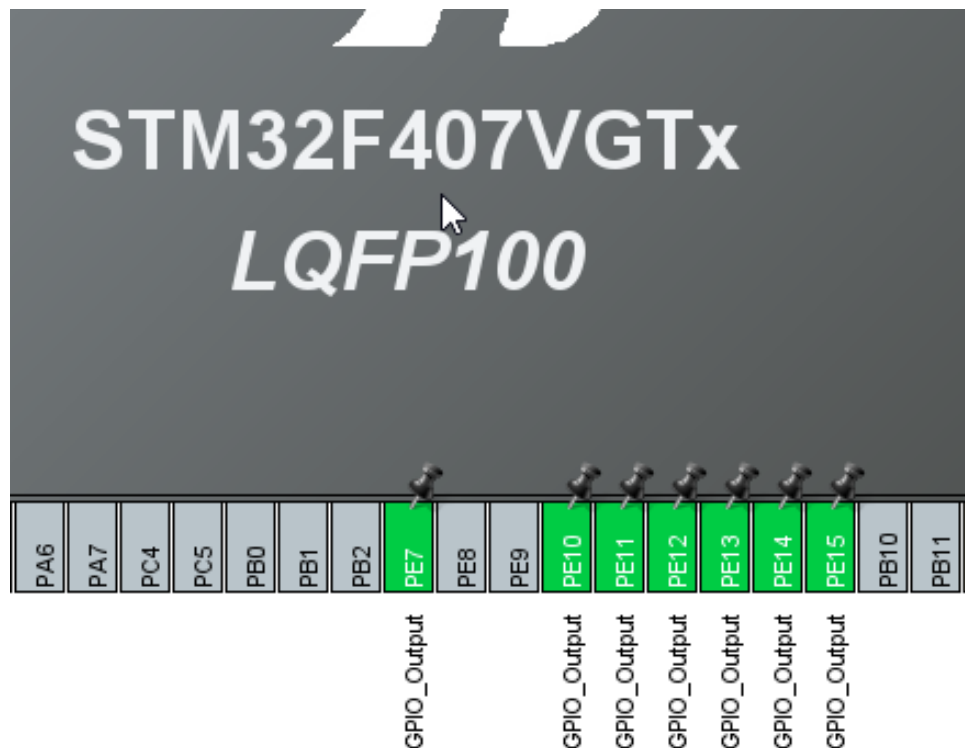 STM32F407VGTx
LQFP100
PA6
PA7
PC4
PC5
PB0
PB1
PB2
PE7
PE8
PE9
PE10
PE11
PE12
PE13
PE14
PE15
PB10
PB11
GPIO_Output
GPIO_Output
GPIO_Output
GPIO_Output
GPIO_Output
GPIO_Output
GPIO_Output